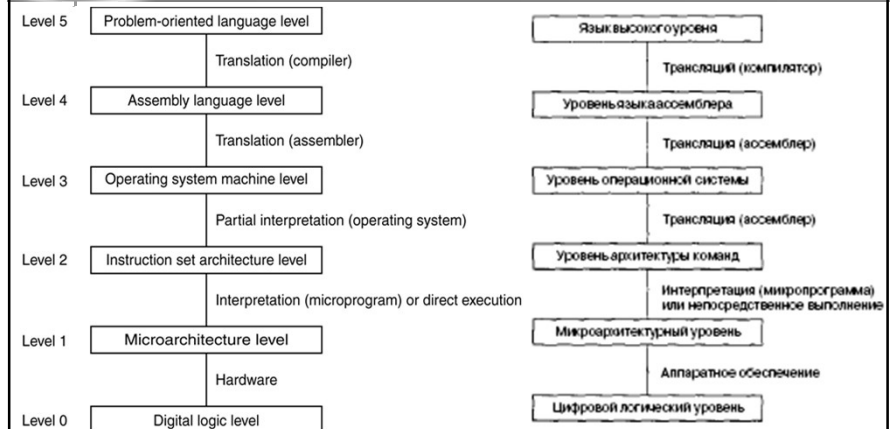 Level 5
Problem-oriented language level
Translation (compiler)
Level 4
Assembly language level
Translation (assembler)
Level 3
Operating system machine level
Partial interpretation (operating system)
Level 2
Instruction set architecture level
Interpretation (microprogram) or direct execution
Level 1
Microarchitecture level
Hardware
Level 0
Digital logic level
Язык высокого уровня
Трансляций (компилятор)
Уровень языка ассемблера
Трансляция (ассемблер)
Уровень операционной системы
Трансляция (ассемблер)
Уровень архитектуры команд
Интерпретация (микропрограмма)
или непосредственное выполнение
Микроархитектурный уровень
Аппаратное обеспечение
Цифровой логический уровень